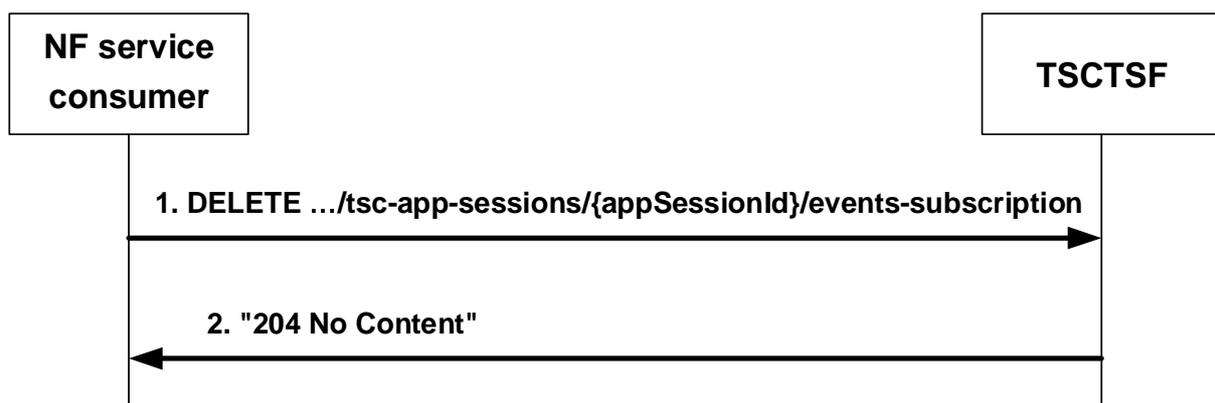 NF service
consumer
TSCTSF
1. DELETE …/tsc-app-sessions/{appSessionId}/events-subscription
2. "204 No Content"